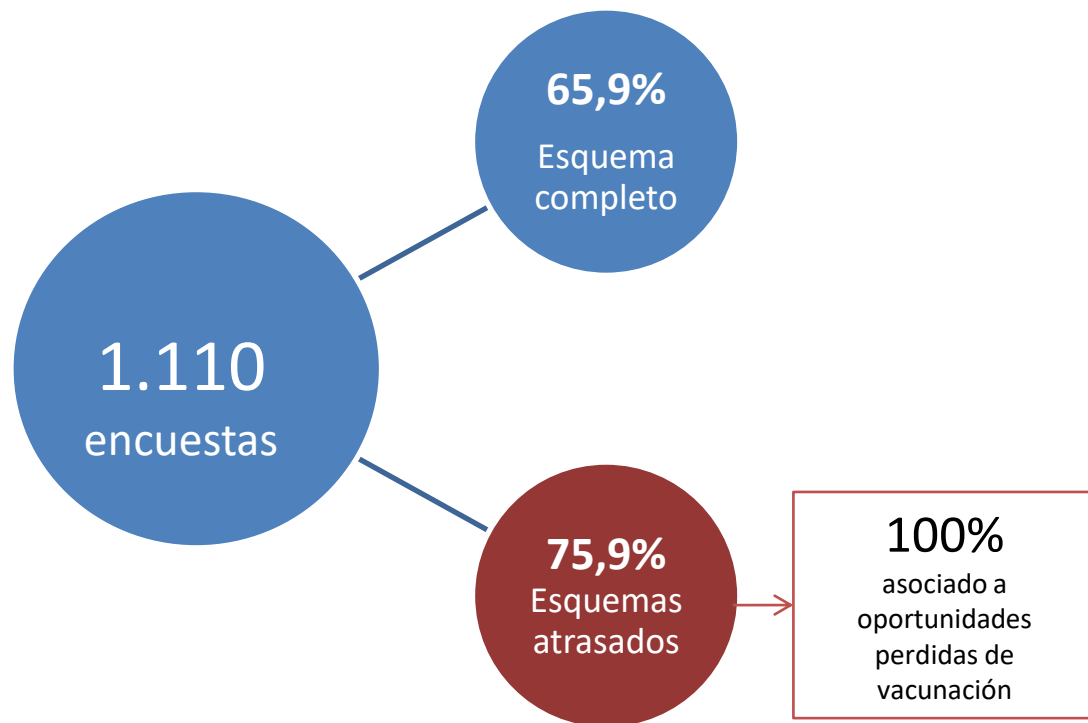 65,9%
Esquema
completo
1.110
encuestas
75,9%
Esquemas
atrasados
100%
asociado a
oportunidades
perdidas de
vacunación